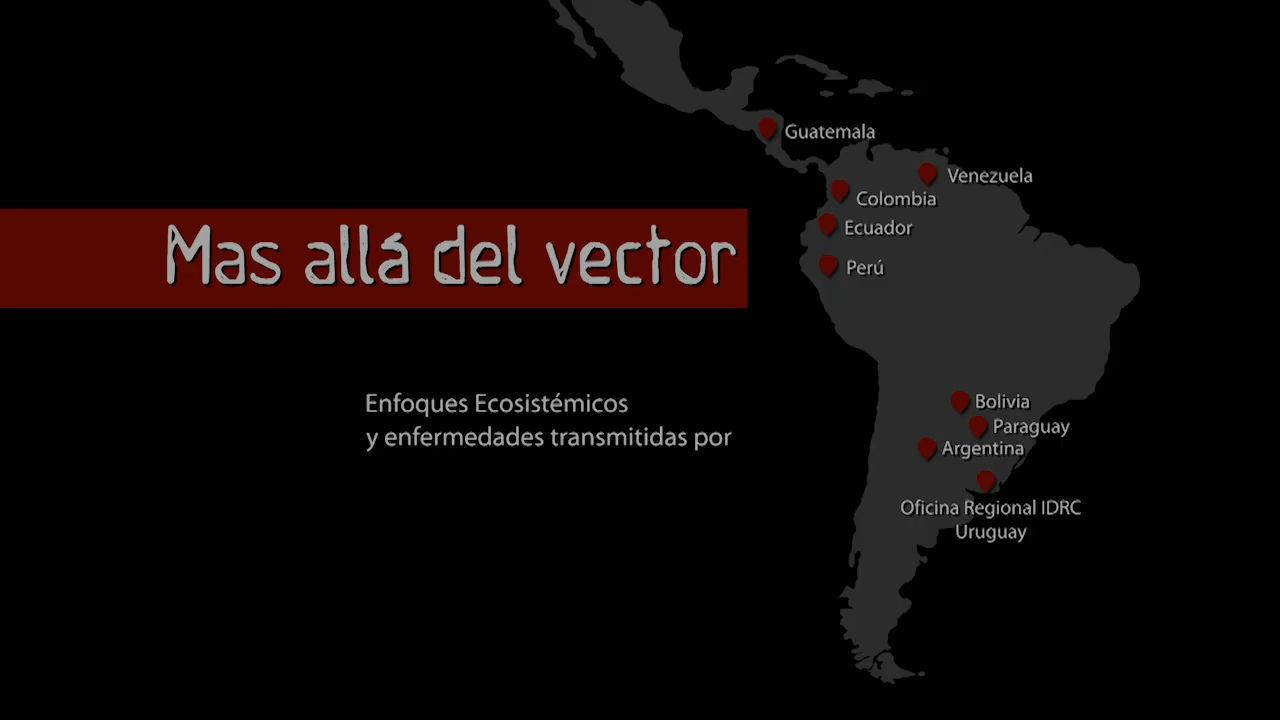 Guatemala
Venezuela
Colombia
Ecuador
Mas allá del vector
Perú
Enfoques Ecosistémicos
y enfermedades transmitidas por
Bolivia
Paraguay
Argentina
Oficina Regional IDRC
Uruguay